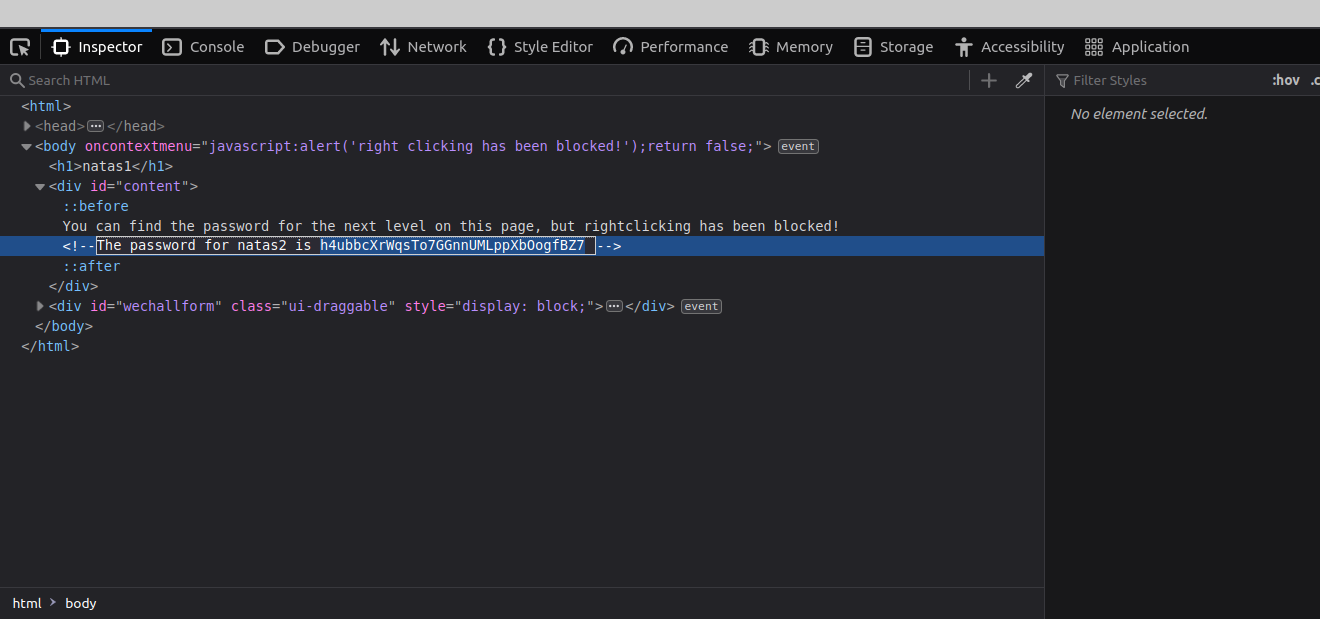 Inspector Console Debugger Network Style Editor Performance Memory Storage Accessibility Application
Search HTML
Filter Styles :hov .c
No element selected.
<html>
<head> </head>
<body oncontextmenu="javascript:alert('right clicking has been blocked!');return false;"> event
<h1>natas1</h1>
<div id="content">
::before
You can find the password for the next level on this page, but rightclicking has been blocked!
<!--The password for natas2 is h4ubbcXrWqsTo7GGnnUMLppXbOogfBZ7 -->
::after
</div>
<div id="wechallform" class="ui-draggable" style="display: block;"> </div> event
</body>
</html>
html > body